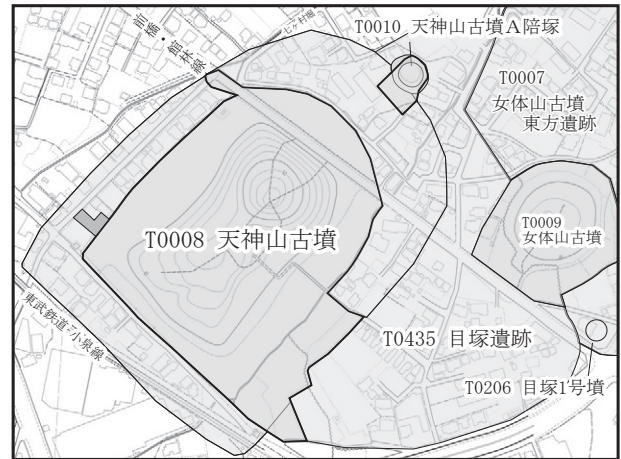 T0010 天神山古墳A陪塚
前橋・館林線
T0007
女体山古墳
東方遺跡
T0009
女体山古墳
T0008 天神山古墳
T0435 目塚遺跡
東武鉄道 小泉線
T0206 目塚1号墳